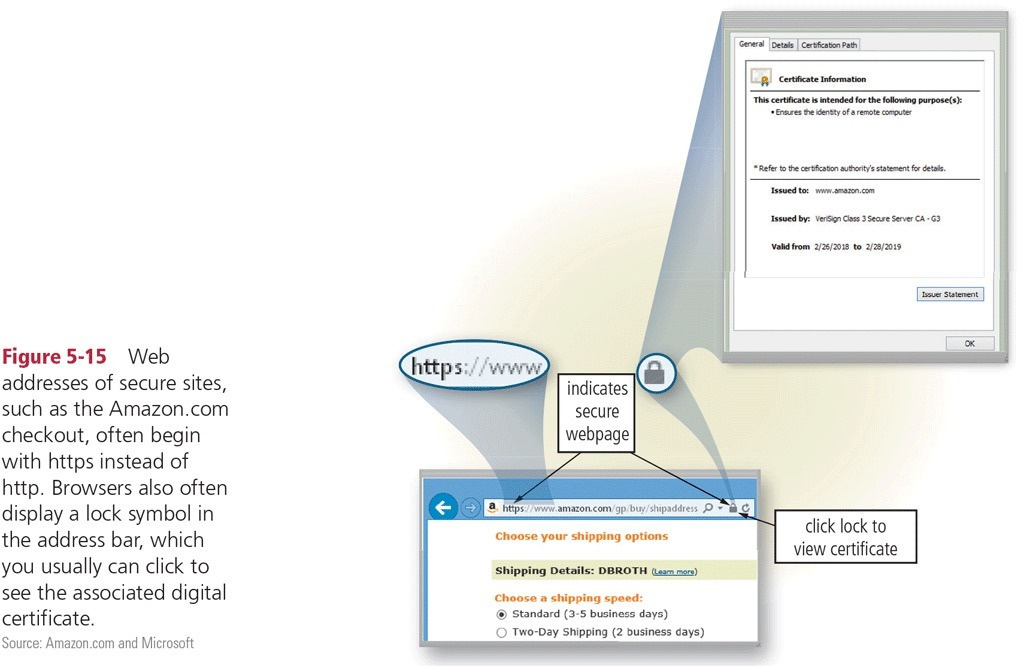 General Details Certification Path
Certificate Information
This certificate is intended for the following purpose(s):
• Ensures the identity of a remote computer
* Refer to the certification authority's statement for details.
Issued to: www.amazon.com
Issued by: VeriSign Class 3 Secure Server CA - G3
Valid from 2/26/2018 to 2/28/2019
Issuer Statement
OK
Figure 5-15 Web
addresses of secure sites,
such as the Amazon.com
checkout, often begin
with https instead of
http. Browsers also often
display a lock symbol in
the address bar, which
you usually can click to
see the associated digital
certificate.
Source: Amazon.com and Microsoft
https://www
indicates
secure
webpage
a https://www.amazon.com/gp/buy/shipaddress
click lock to
view certificate
Choose your shipping options
Shipping Details: DBROTH (Learn more)
Choose a shipping speed:
Standard (3-5 business days)
Two-Day Shipping (2 business days)